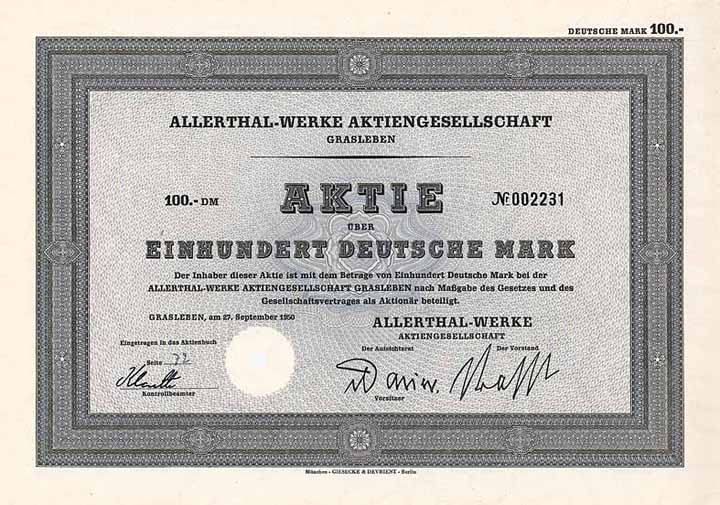 DEUTSCHE MARK 100.-
ALLERTHAL-WERKE AKTIENGESELLSCHAFT
GRASLEBEN
100.- DM AKTIE № 002231
ÜBER
EINHUNDERT DEUTSCHE MARK
Der Inhaber dieser Aktie ist mit dem Betrage von Einhundert Deutsche Mark bei der
ALLERTHAL-WERKE AKTIENGESELLSCHAFT GRASLEBEN nach Maßgabe des Gesetzes und des
Gesellschaftsvertrages als Aktionär beteiligt.
GRASLEBEN, am 27. September 1950
ALLERTHAL-WERKE
AKTIENGESELLSCHAFT
Eingetragen in das Aktienbuch
Seite 72
Kontrollbeamter
Der Aufsichtsrat Der Vorstand
Vorsitzer
München - GIESECKE & DEVRIENT - Berlin